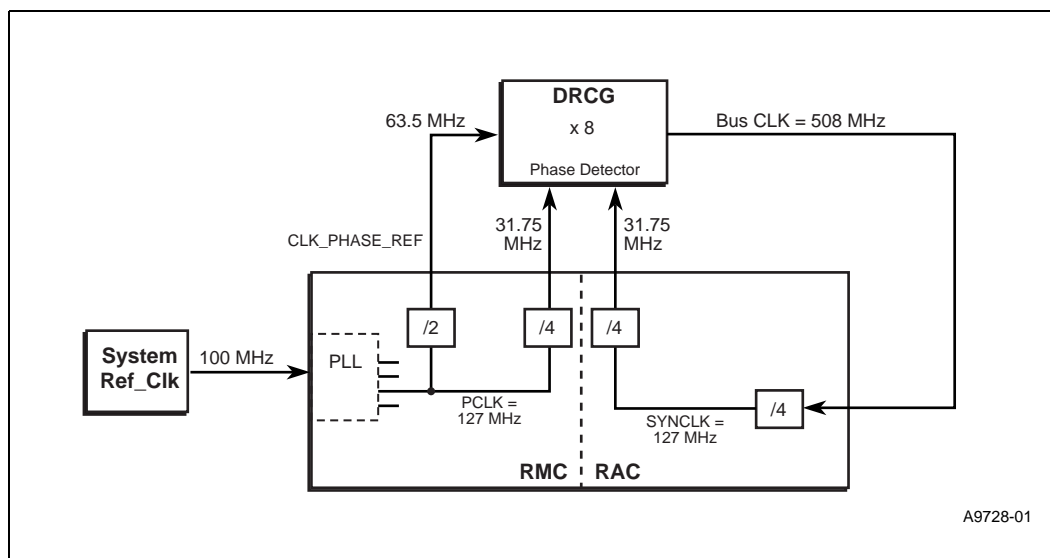 DRCG
x 8
Phase Detector
63.5 MHz
Bus CLK = 508 MHz
CLK_PHASE_REF
31.75
MHz
31.75
MHz
/2
/4
/4
System
Ref_Clk
100 MHz
PLL
PCLK =
127 MHz
SYNCLK =
127 MHz
/4
RMC
RAC
A9728-01